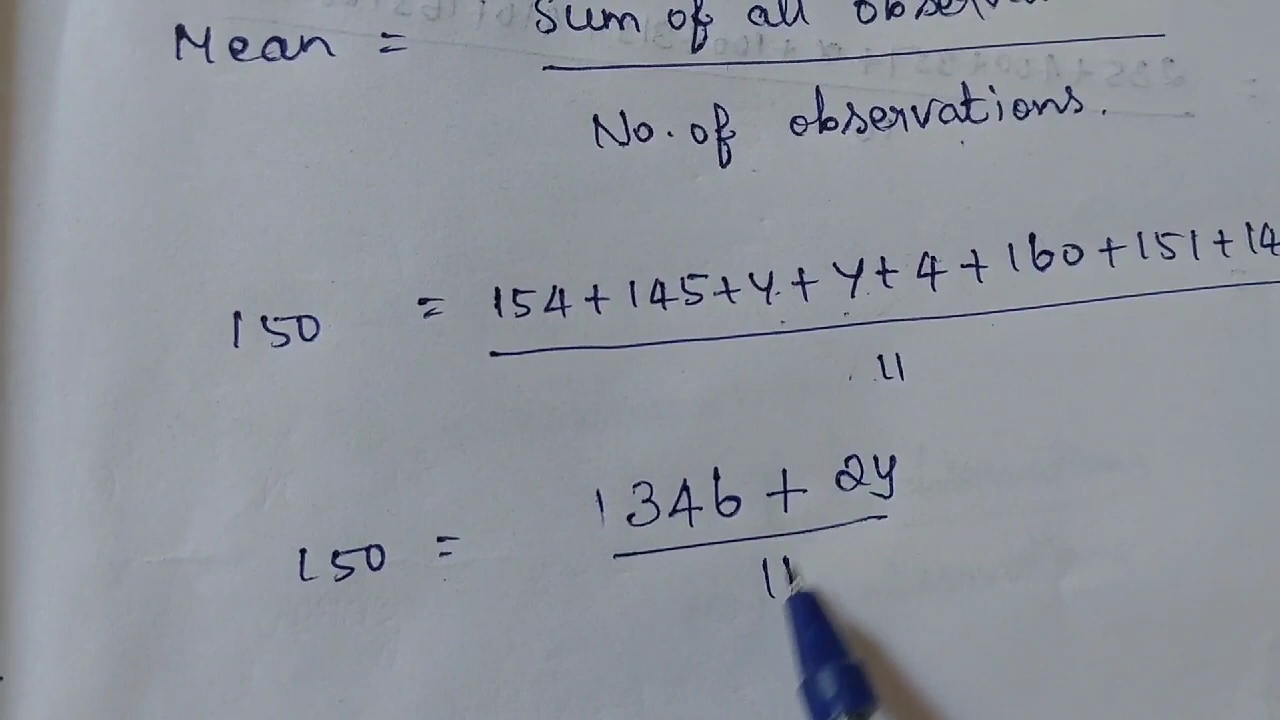 Sum of all
Mean =
No. of observations.
150 = 154+145+y+y+4+160+151+14
11
150 = 1346+2y
11